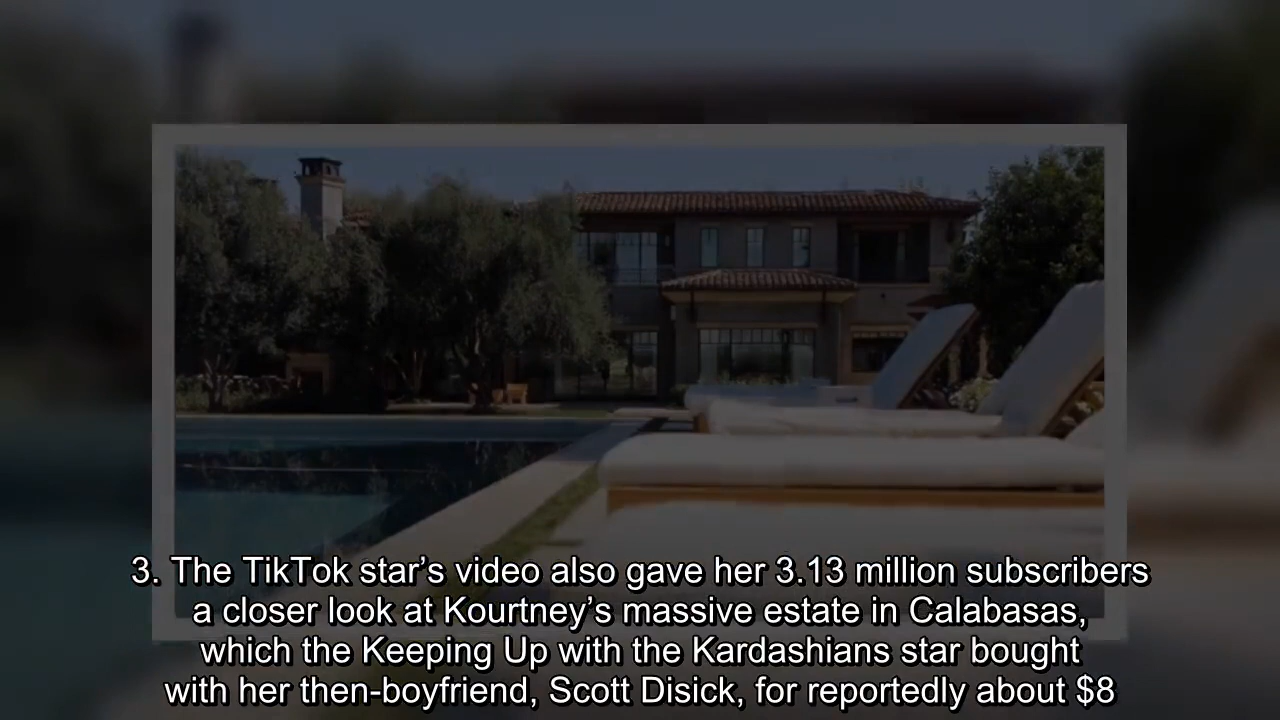 3. The TikTok star’s video also gave her 3.13 million subscribers
a closer look at Kourtney’s massive estate in Calabasas,
which the Keeping Up with the Kardashians star bought
with her then-boyfriend, Scott Disick, for reportedly about $8